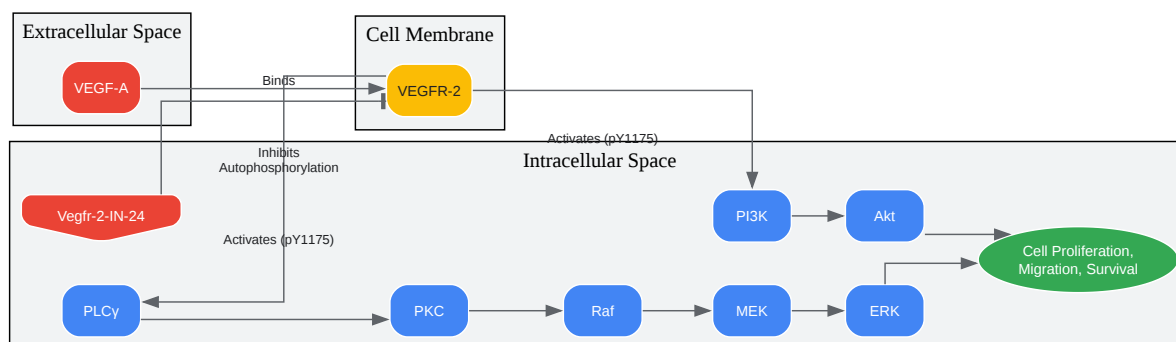 Extracellular Space
Cell Membrane
VEGF-A
Binds
VEGFR-2
Activates (pY1175)
Inhibits
Autophosphorylation
Intracellular Space
Vegfr-2-IN-24
PI3K
Akt
Activates (pY1175)
Cell Proliferation,
Migration, Survival
PLCγ
PKC
Raf
MEK
ERK